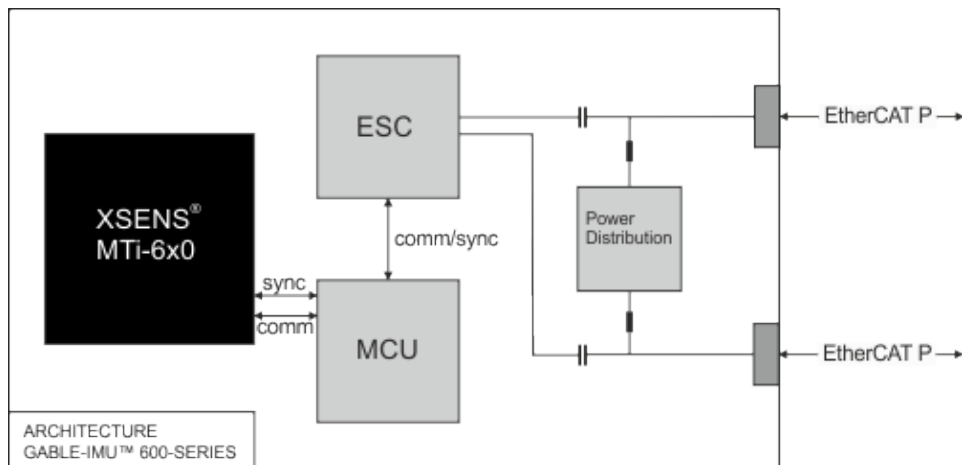 ESC
EtherCAT P
XSENS®
MTi-6x0
Power
Distribution
comm/sync
sync
comm
MCU
EtherCAT P
ARCHITECTURE
GABLE-IMU™ 600-SERIES